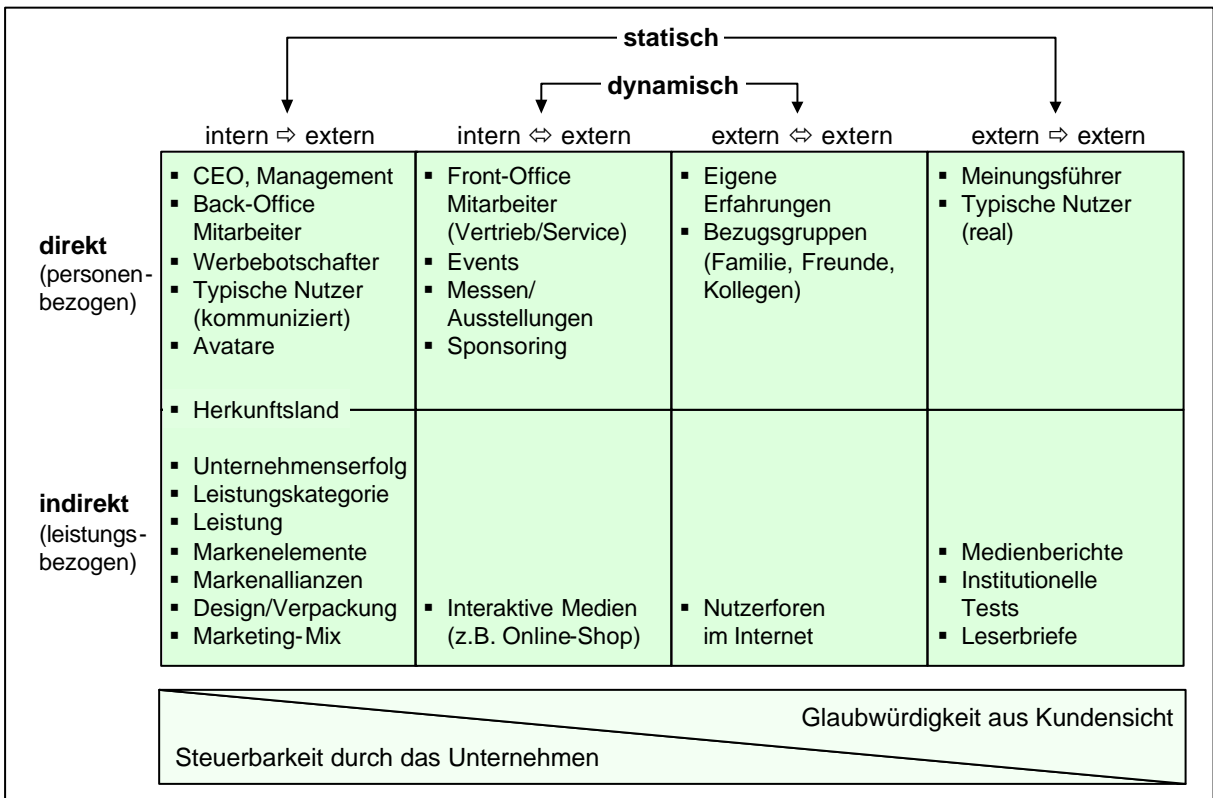 statisch
dynamisch
intern ⇨ extern
intern ⬄ extern
extern ⬄ extern
extern ⇨ extern
direkt
(personen-
bezogen)
▪ CEO, Management
▪ Back-Office
Mitarbeiter
▪ Werbebotschafter
▪ Typische Nutzer
(kommuniziert)
▪ Avatare
▪ Front-Office
Mitarbeiter
(Vertrieb/Service)
▪ Events
▪ Messen/
Ausstellungen
▪ Sponsoring
▪ Eigene
Erfahrungen
▪ Bezugsgruppen
(Familie, Freunde,
Kollegen)
▪ Meinungsführer
▪ Typische Nutzer
(real)
▪ Herkunftsland
indirekt
(leistungs-
bezogen)
▪ Unternehmenserfolg
▪ Leistungskategorie
▪ Leistung
▪ Markenelemente
▪ Markenallianzen
▪ Design/Verpackung
▪ Marketing-Mix
▪ Interaktive Medien
(z.B. Online-Shop)
▪ Nutzerforen
im Internet
▪ Medienberichte
▪ Institutionelle
Tests
▪ Leserbriefe
Glaubwürdigkeit aus Kundensicht
Steuerbarkeit durch das Unternehmen